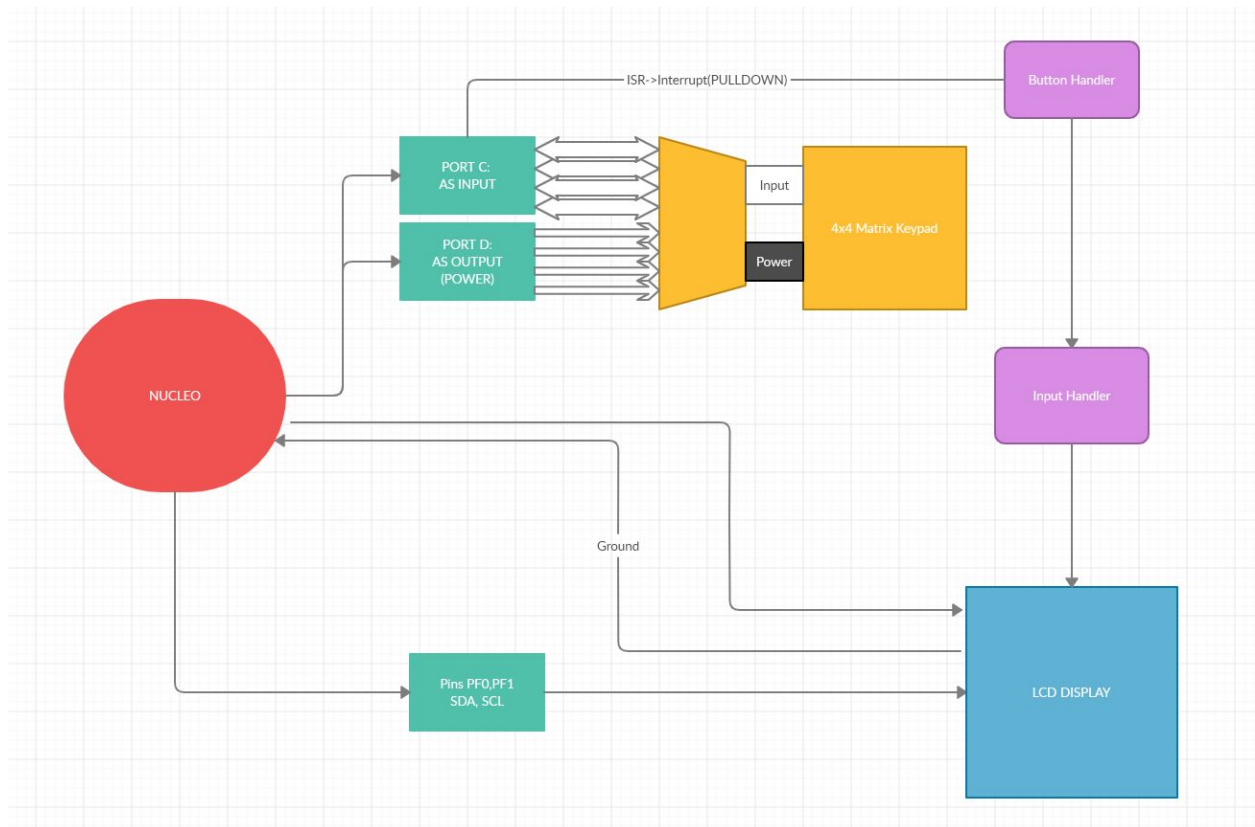 ISR->Interrupt(PULLDOWN)
Button Handler
PORT C:
AS INPUT
Input
4x4 Matrix Keypad
PORT D:
AS OUTPUT
(POWER)
Power
NUCLEO
Input Handler
Ground
Pins PF0,PF1
SDA, SCL
LCD DISPLAY